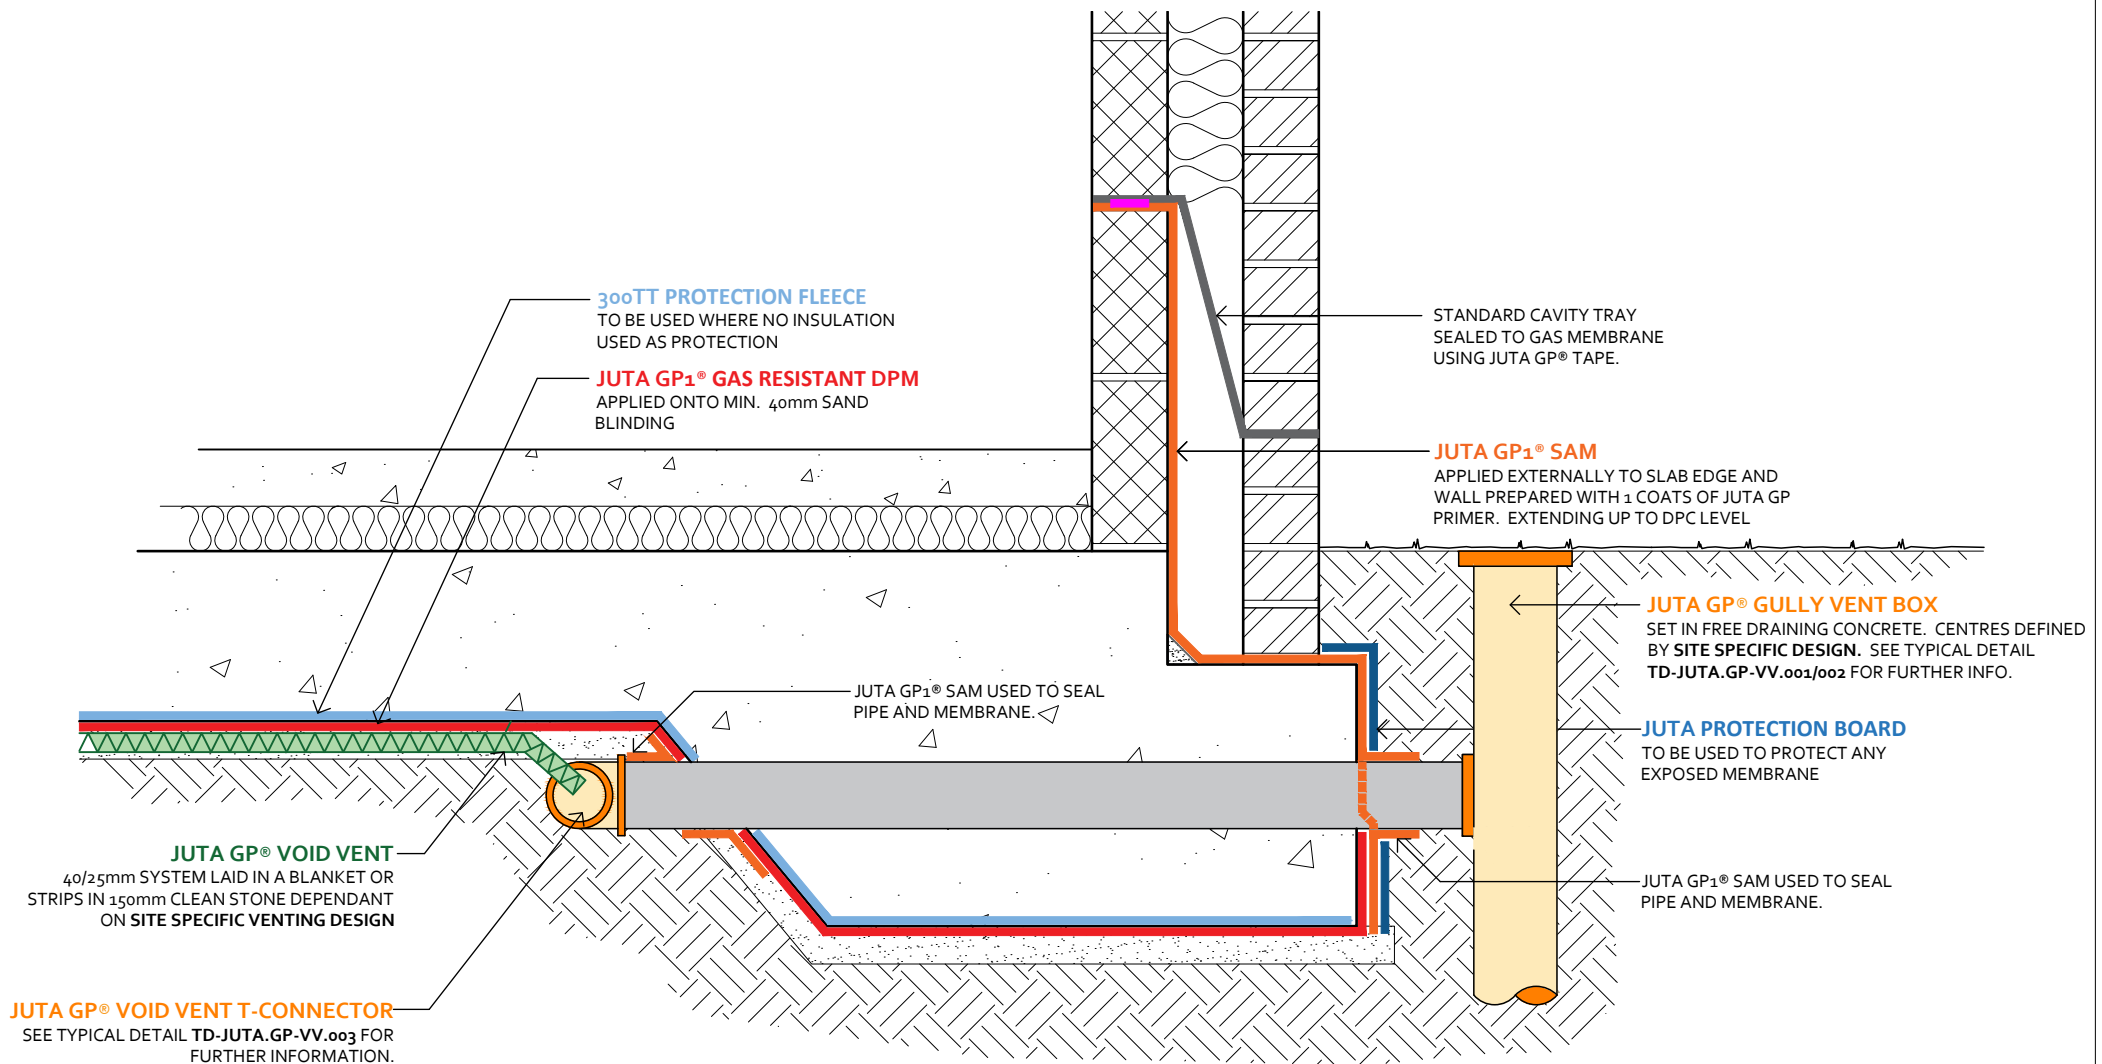 300TT PROTECTION FLEECE
TO BE USED WHERE NO INSULATION
USED AS PROTECTION
JUTA GP1® GAS RESISTANT DPM
APPLIED ONTO MIN. 40mm SAND
BLINDING
STANDARD CAVITY TRAY
SEALED TO GAS MEMBRANE
USING JUTA GP® TAPE.
JUTA GP1® SAM
APPLIED EXTERNALLY TO SLAB EDGE AND
WALL PREPARED WITH 1 COATS OF JUTA GP
PRIMER. EXTENDING UP TO DPC LEVEL
JUTA GP® GULLY VENT BOX
SET IN FREE DRAINING CONCRETE. CENTRES DEFINED
BY SITE SPECIFIC DESIGN. SEE TYPICAL DETAIL
TD-JUTA.GP-VV.001/002 FOR FURTHER INFO.
JUTA GP1® SAM USED TO SEAL
PIPE AND MEMBRANE.
JUTA PROTECTION BOARD
TO BE USED TO PROTECT ANY
EXPOSED MEMBRANE
JUTA GP® VOID VENT
40/25mm SYSTEM LAID IN A BLANKET OR
STRIPS IN 150mm CLEAN STONE DEPENDANT
ON SITE SPECIFIC VENTING DESIGN
JUTA GP1® SAM USED TO SEAL
PIPE AND MEMBRANE.
JUTA GP® VOID VENT T-CONNECTOR
SEE TYPICAL DETAIL TD-JUTA.GP-VV.003 FOR
FURTHER INFORMATION.